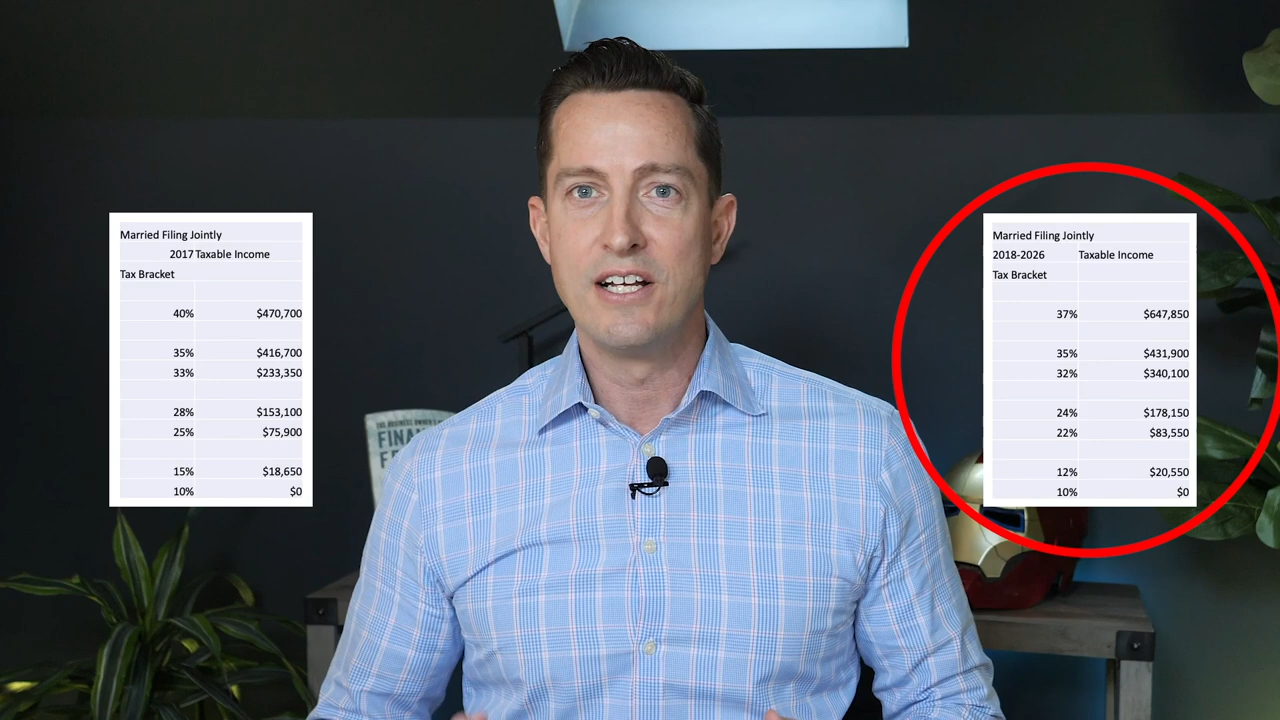 Married Filing Jointly
2017 Taxable Income
Tax Bracket
40% $470,700
35% $416,700
33% $233,350
28% $153,100
25% $75,900
15% $18,650
10% $0
THE BUSINESS OWNER'S
Married Filing Jointly
2018-2026 Taxable Income
Tax Bracket
37% $647,850
35% $431,900
32% $340,100
24% $178,150
22% $83,550
12% $20,550
10% $0